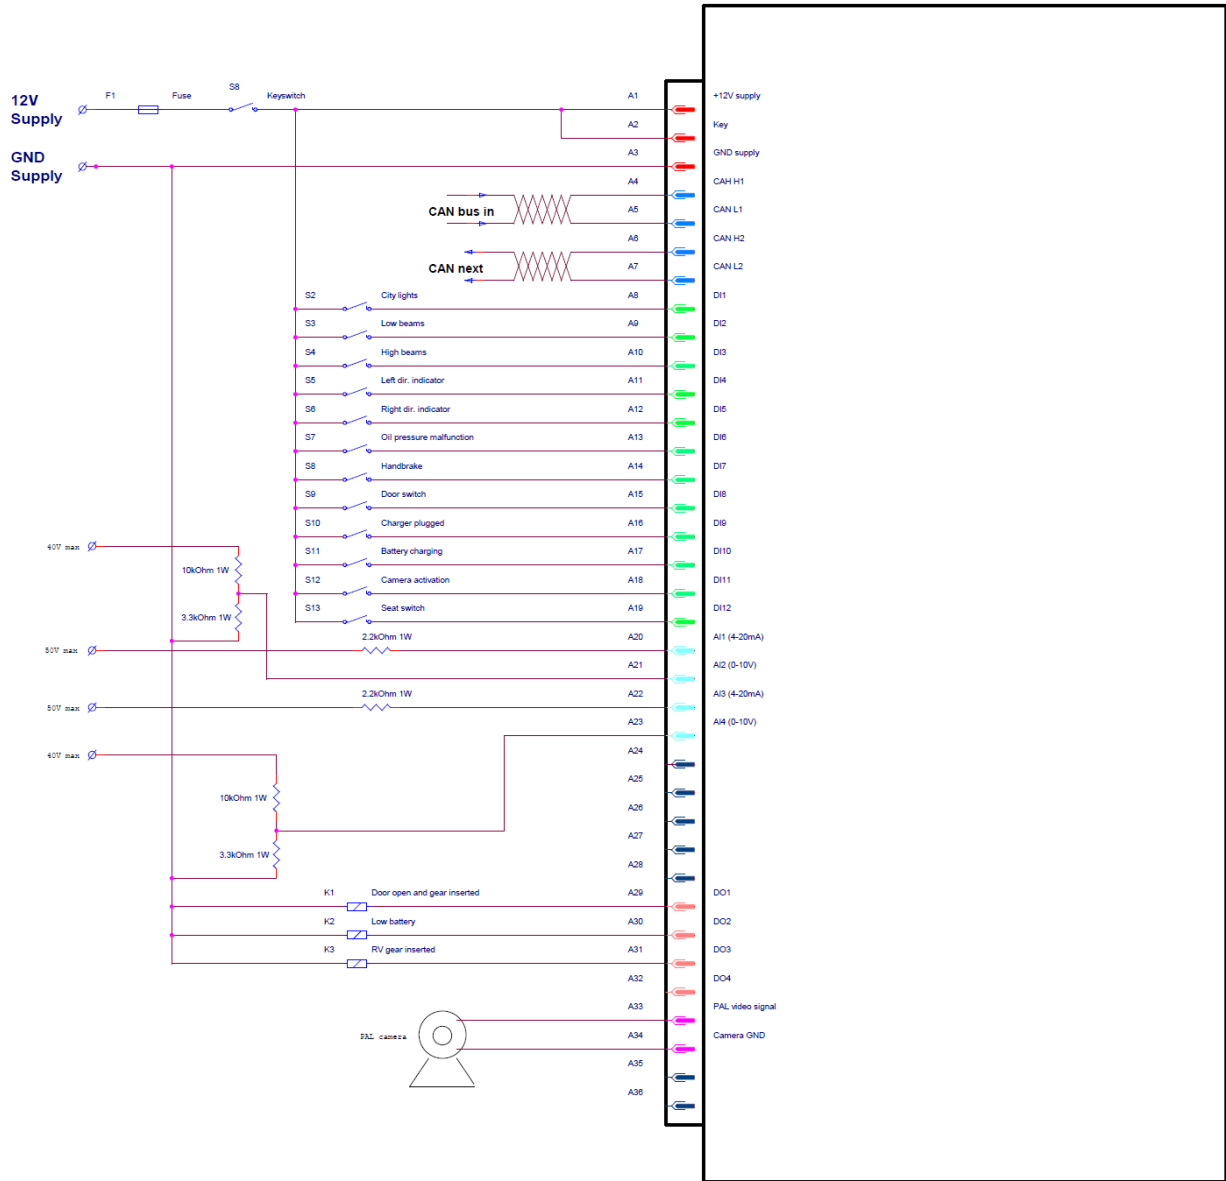 12V
Supply
F1
Fuse
S8
Keyswitch
A1
+12V supply
A2
Key
GND
Supply
A3
GND supply
A4
CAH H1
CAN bus in
A5
CAN L1
A6
CAN H2
CAN next
A7
CAN L2
S2
City lights
A8
DI1
S3
Low beams
A9
DI2
S4
High beams
A10
DI3
S5
Left dir. indicator
A11
DI4
S6
Right dir. indicator
A12
DI5
S7
Oil pressure malfunction
A13
DI6
S8
Handbrake
A14
DI7
S9
Door switch
A15
DI8
S10
Charger plugged
A16
DI9
40V max
S11
Battery charging
A17
DI10
10kOhm 1W
S12
Camera activation
A18
DI11
S13
Seat switch
A19
DI12
3.3kOhm 1W
2.2kOhm 1W
A20
AI1 (4-20mA)
50V max
A21
AI2 (0-10V)
2.2kOhm 1W
A22
AI3 (4-20mA)
50V max
A23
AI4 (0-10V)
40V max
A24
A25
10kOhm 1W
A26
A27
3.3kOhm 1W
A28
K1
Door open and gear inserted
A29
DO1
K2
Low battery
A30
DO2
K3
RV gear inserted
A31
DO3
A32
DO4
A33
PAL video signal
PAL camera
A34
Camera GND
A35
A36